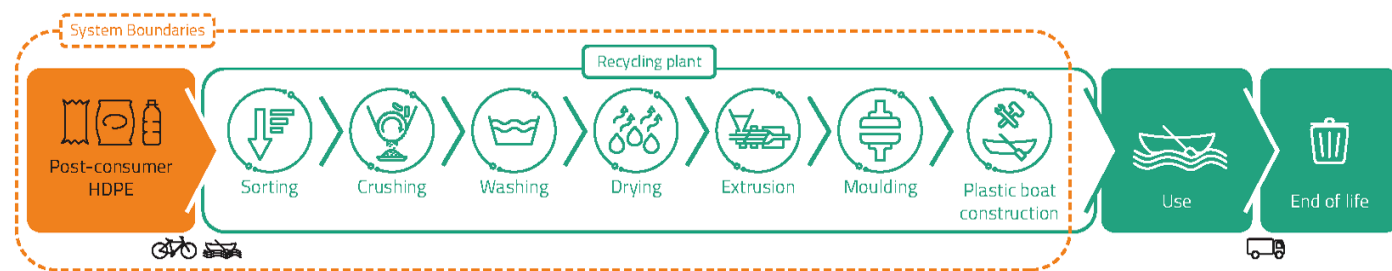 System Boundaries
Recycling plant
Post-consumer
HDPE
Sorting
Crushing
Washing
Drying
Extrusion
Moulding
Plastic boat
construction
Use
End of life